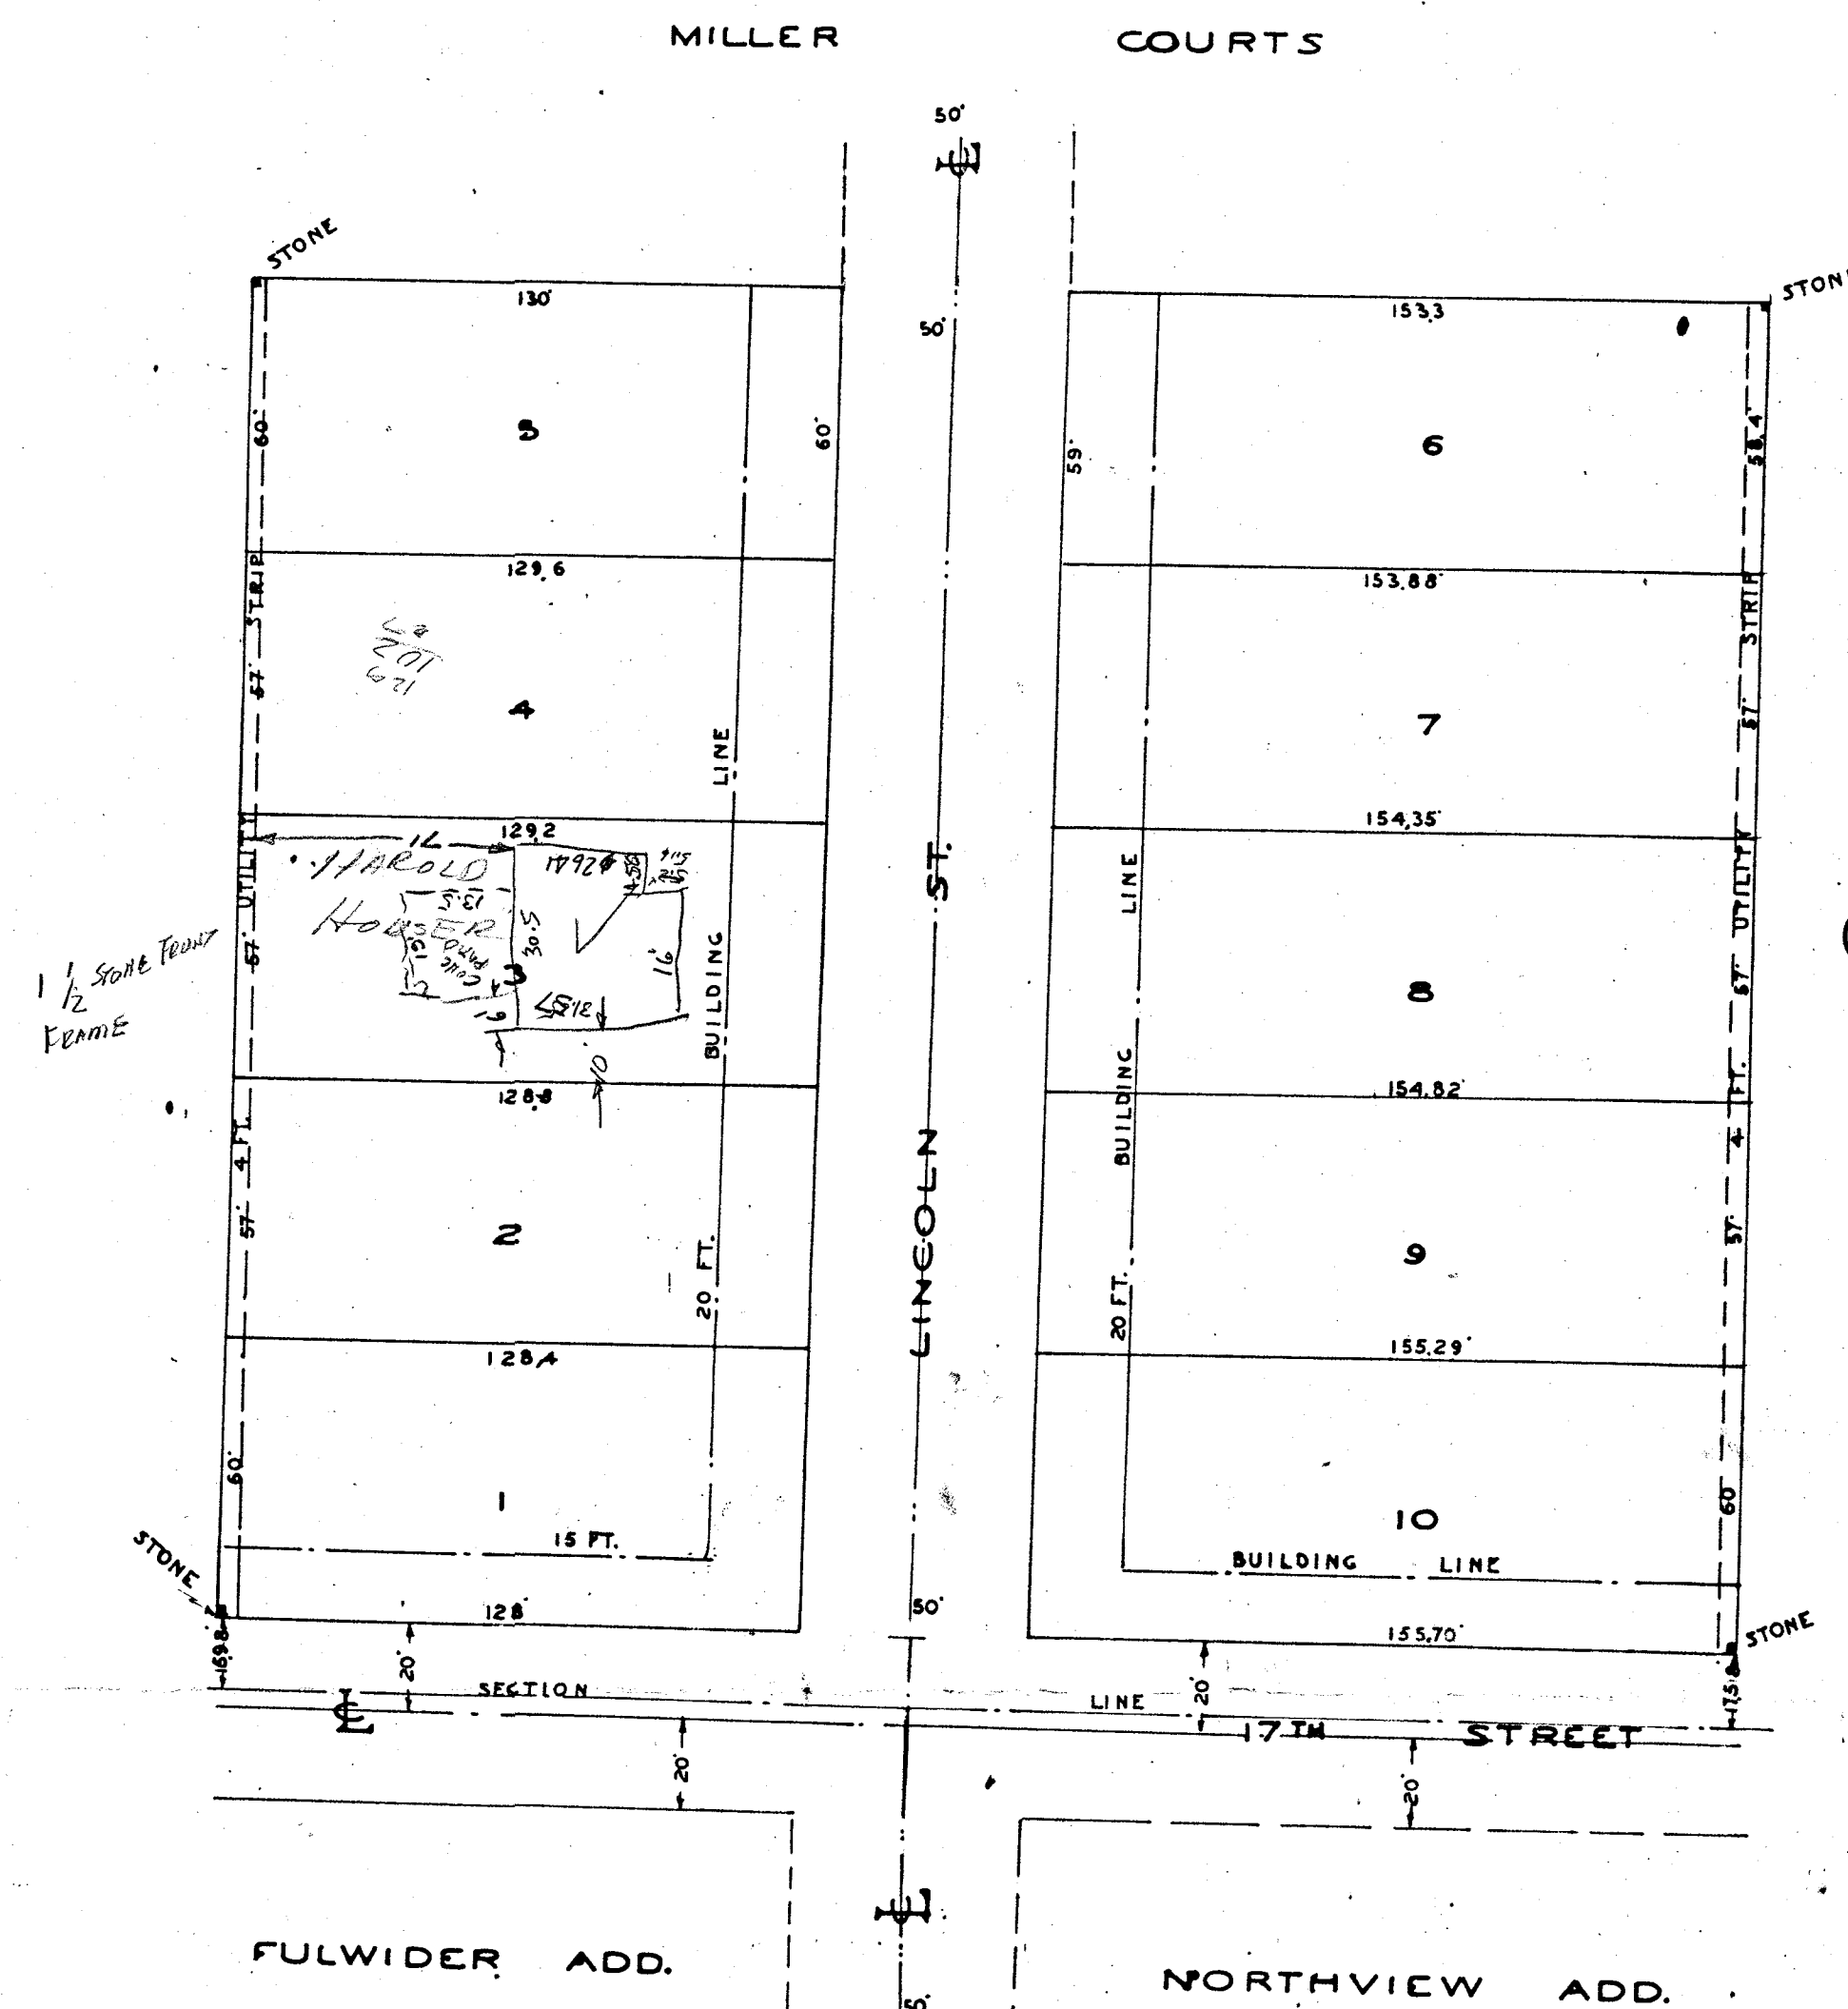 MILLER COURTS
50'
℄
STONE
STONE
130'
50'
153.3
60'
5
60'
59'
6
58.4'
129.6
153.88'
STRIP
57'
4
LINE
7
STRIP
57'
129.2
154.35'
HAROLD
HOUSER
30.5
13.5
CONC
16'
3
UTILITY
57'
1 1/2 STONE FRONT
FRAME
BUILDING
10
ST.
LINE
8
UTILITY
57'
128.8
BUILDING
154.82'
4 FT.
57'
2
20 FT.
LINCOLN
20 FT.
9
4 FT.
57'
128.4
155.29'
60'
1
15 FT.
10
60'
BUILDING LINE
STONE
128'
50'
155.70'
STONE
20'
20'
SECTION LINE
℄
17TH STREET
20'
20'
℄
FULWIDER ADD.
NORTHVIEW ADD.
50'